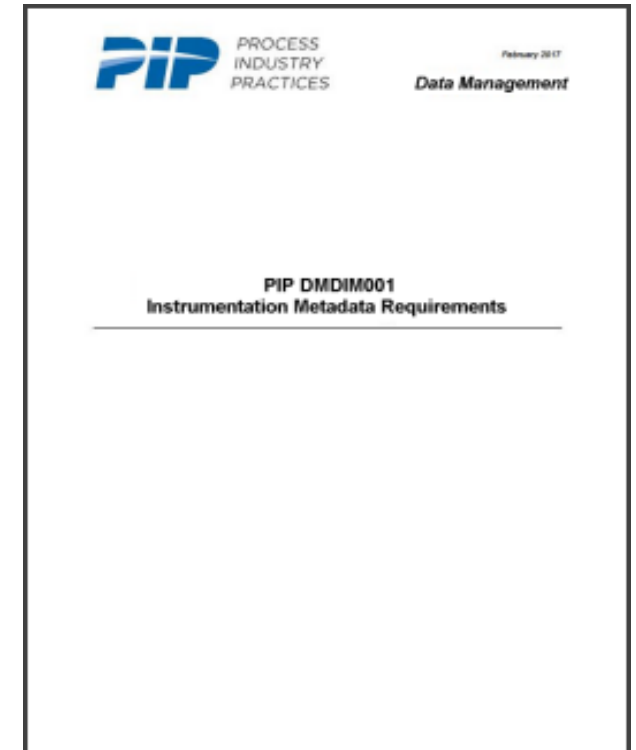 PIP
PROCESS
INDUSTRY
PRACTICES
February 2017
Data Management
PIP DMDIM001
Instrumentation Metadata Requirements